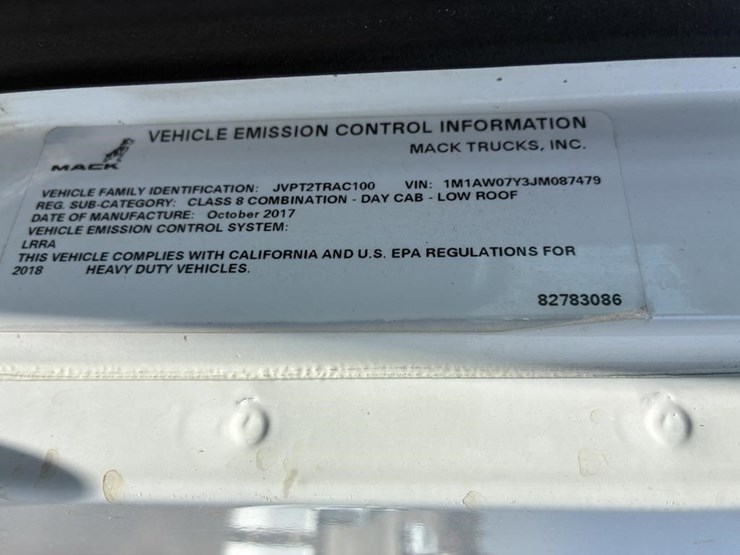 VEHICLE EMISSION CONTROL INFORMATION
MACK
MACK TRUCKS, INC.
VEHICLE FAMILY IDENTIFICATION: JVPT2TRAC100 VIN: 1M1AW07Y3JM087479
REG. SUB-CATEGORY: CLASS 8 COMBINATION - DAY CAB - LOW ROOF
DATE OF MANUFACTURE: October 2017
VEHICLE EMISSION CONTROL SYSTEM:
LRRA
THIS VEHICLE COMPLIES WITH CALIFORNIA AND U.S. EPA REGULATIONS FOR
2018 HEAVY DUTY VEHICLES.
82783086